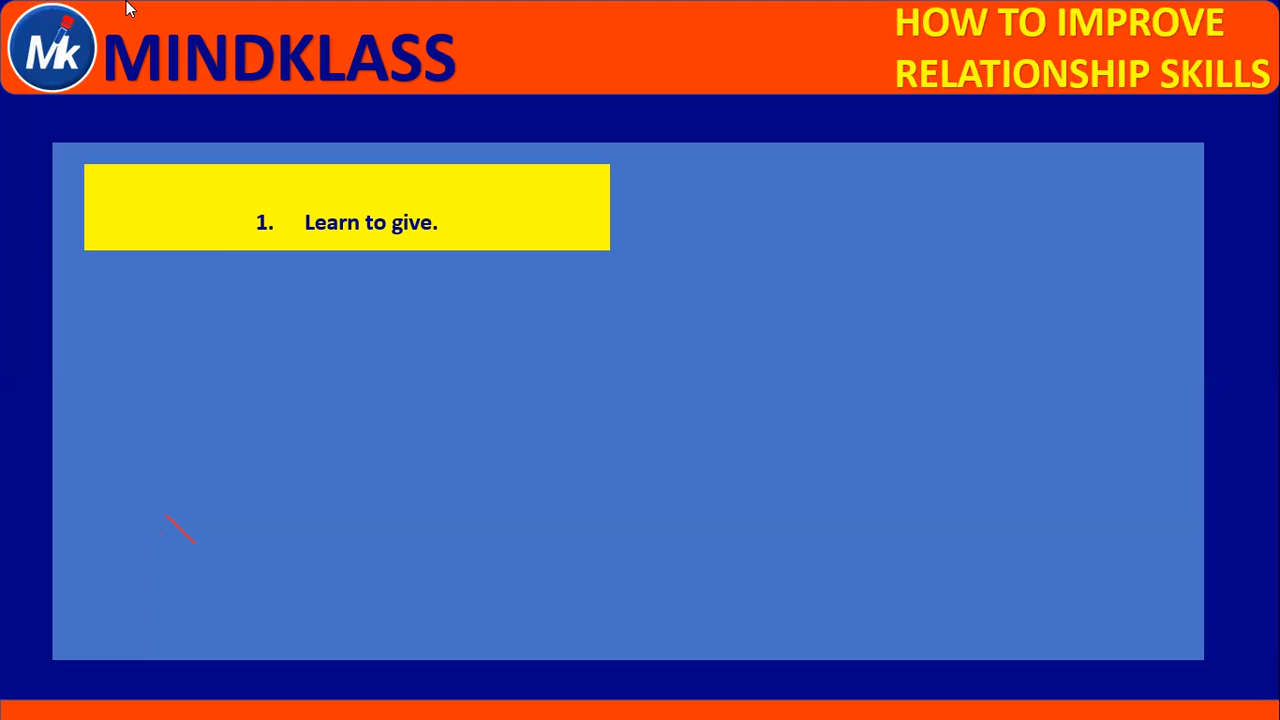 Mk
MINDKLASS
HOW TO IMPROVE
RELATIONSHIP SKILLS
1. Learn to give.